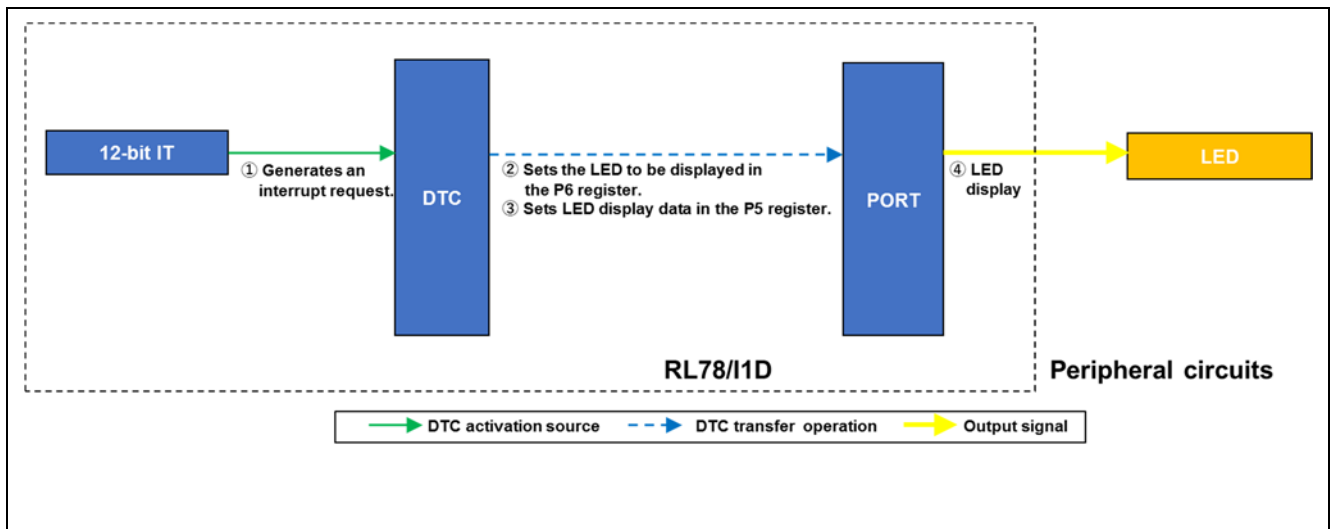 12-bit IT
① Generates an
interrupt request.
DTC
② Sets the LED to be displayed in
the P6 register.
③ Sets LED display data in the P5 register.
PORT
④ LED
display
LED
RL78/I1D
Peripheral circuits
DTC activation source
DTC transfer operation
Output signal